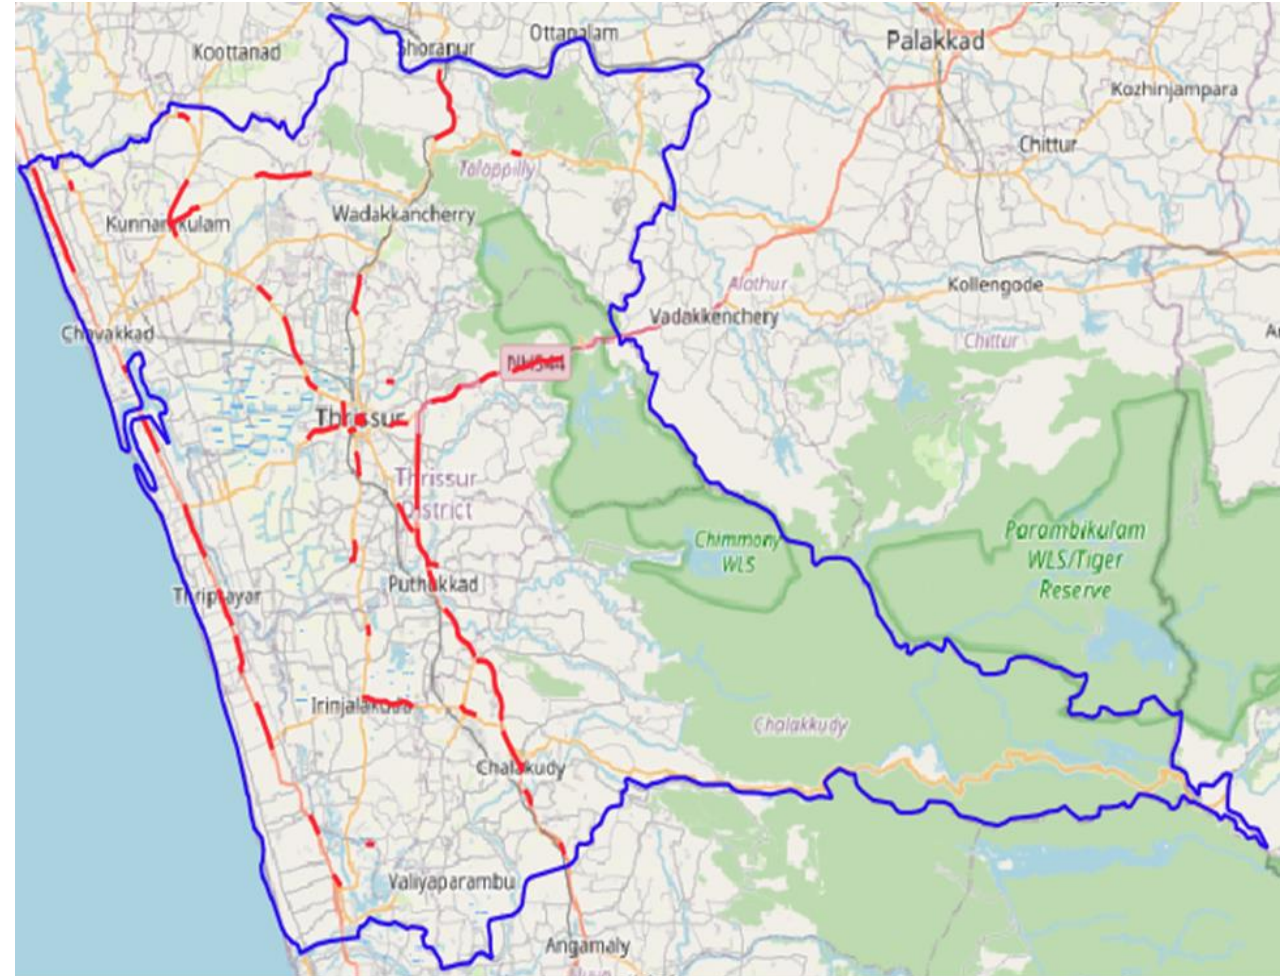 Koottanad
Shoranur
Ottapalam
Palakkad
Kozhinjampara
Chittur
Talappilly
Kunnamkulam
Wadakkancherry
Alathur
Kollengode
Vadakkenchery
Chavakkad
Chittur
NH544
Thrissur
Thrissur
District
Chimmony
WLS
Parambikulam
WLS/Tiger
Reserve
Puthukkad
Thriprayar
Irinjalakuda
Chalakkudy
Chalakudy
Valiyaparambu
Angamaly